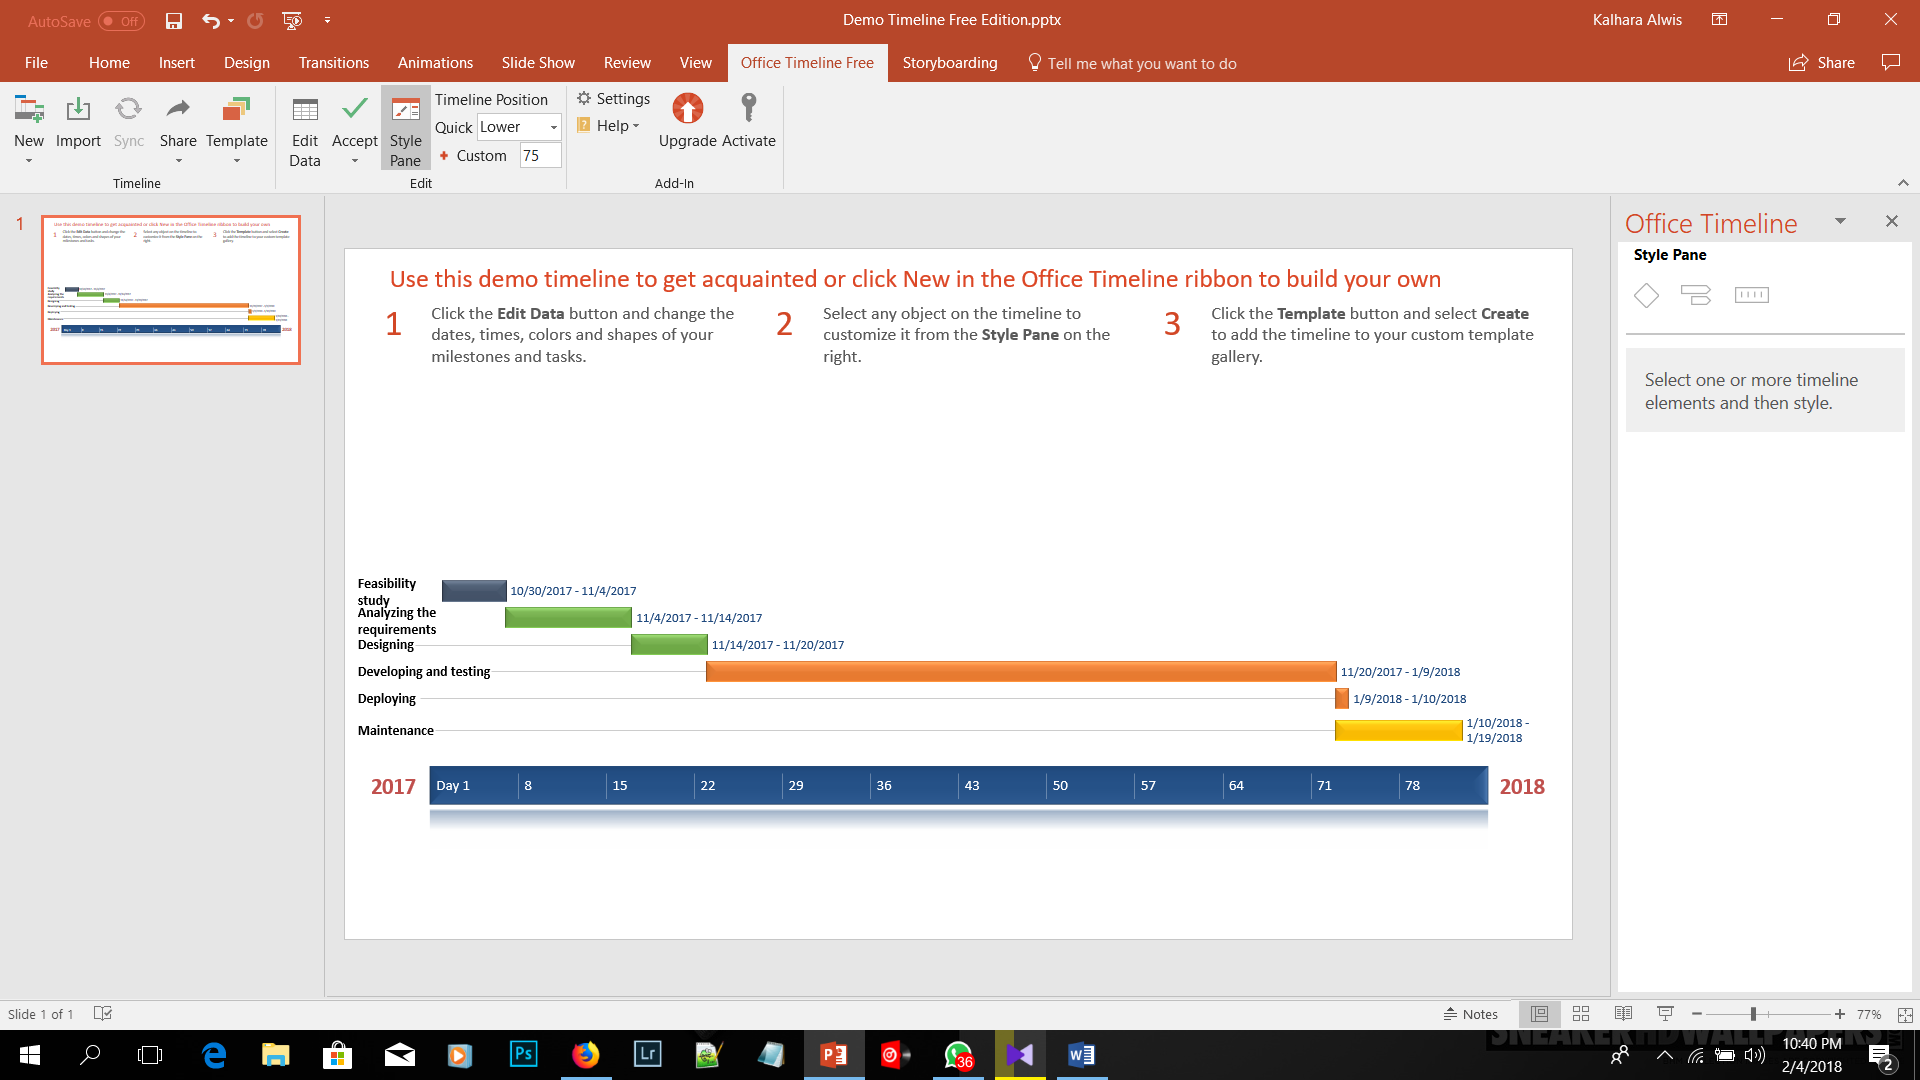 AutoSave Off
Demo Timeline Free Edition.pptx
Kalhara Alwis
File Home Insert Design Transitions Animations Slide Show Review View Office Timeline Free Storyboarding Tell me what you want to do Share
New Import Sync Share Template
Timeline
Edit Data Accept Style Pane
Timeline Position
Quick Lower
Custom 75
Edit
Settings
Help
Upgrade Activate
Add-In
1
Use this demo timeline to get acquainted or click New in the Office Timeline ribbon to build your own
1
Click the Edit Data button and change the
dates, times, colors and shapes of your
milestones and tasks.
2
Select any object on the timeline to
customize it from the Style Pane on the
right.
3
Click the Template button and select Create
to add the timeline to your custom template
gallery.
Feasibility
study
10/30/2017 - 11/4/2017
Analyzing the
requirements
11/4/2017 - 11/14/2017
Designing
11/14/2017 - 11/20/2017
Developing and testing
11/20/2017 - 1/9/2018
Deploying
1/9/2018 - 1/10/2018
Maintenance
1/10/2018 -
1/19/2018
2017 Day 1 8 15 22 29 36 43 50 57 64 71 78 2018
Office Timeline
Style Pane
Select one or more timeline
elements and then style.
Slide 1 of 1
Notes
77%
SNEAKERHDWALLPAPERS
Ps
Lr
36
10:40 PM
2/4/2018
2